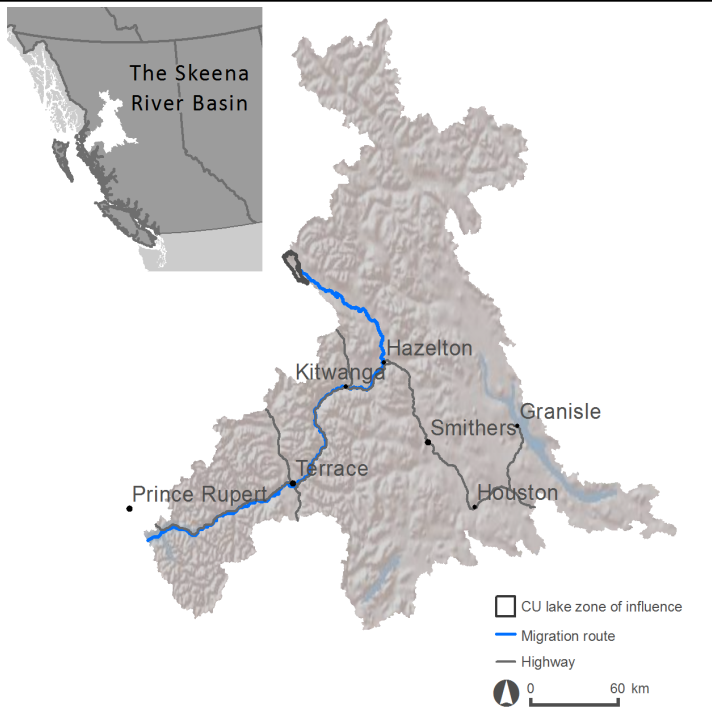 The Skeena
River Basin
Hazelton
Kitwanga
Granisle
Smithers
Terrace
Prince Rupert
Houston
CU lake zone of influence
Migration route
Highway
0 60 km